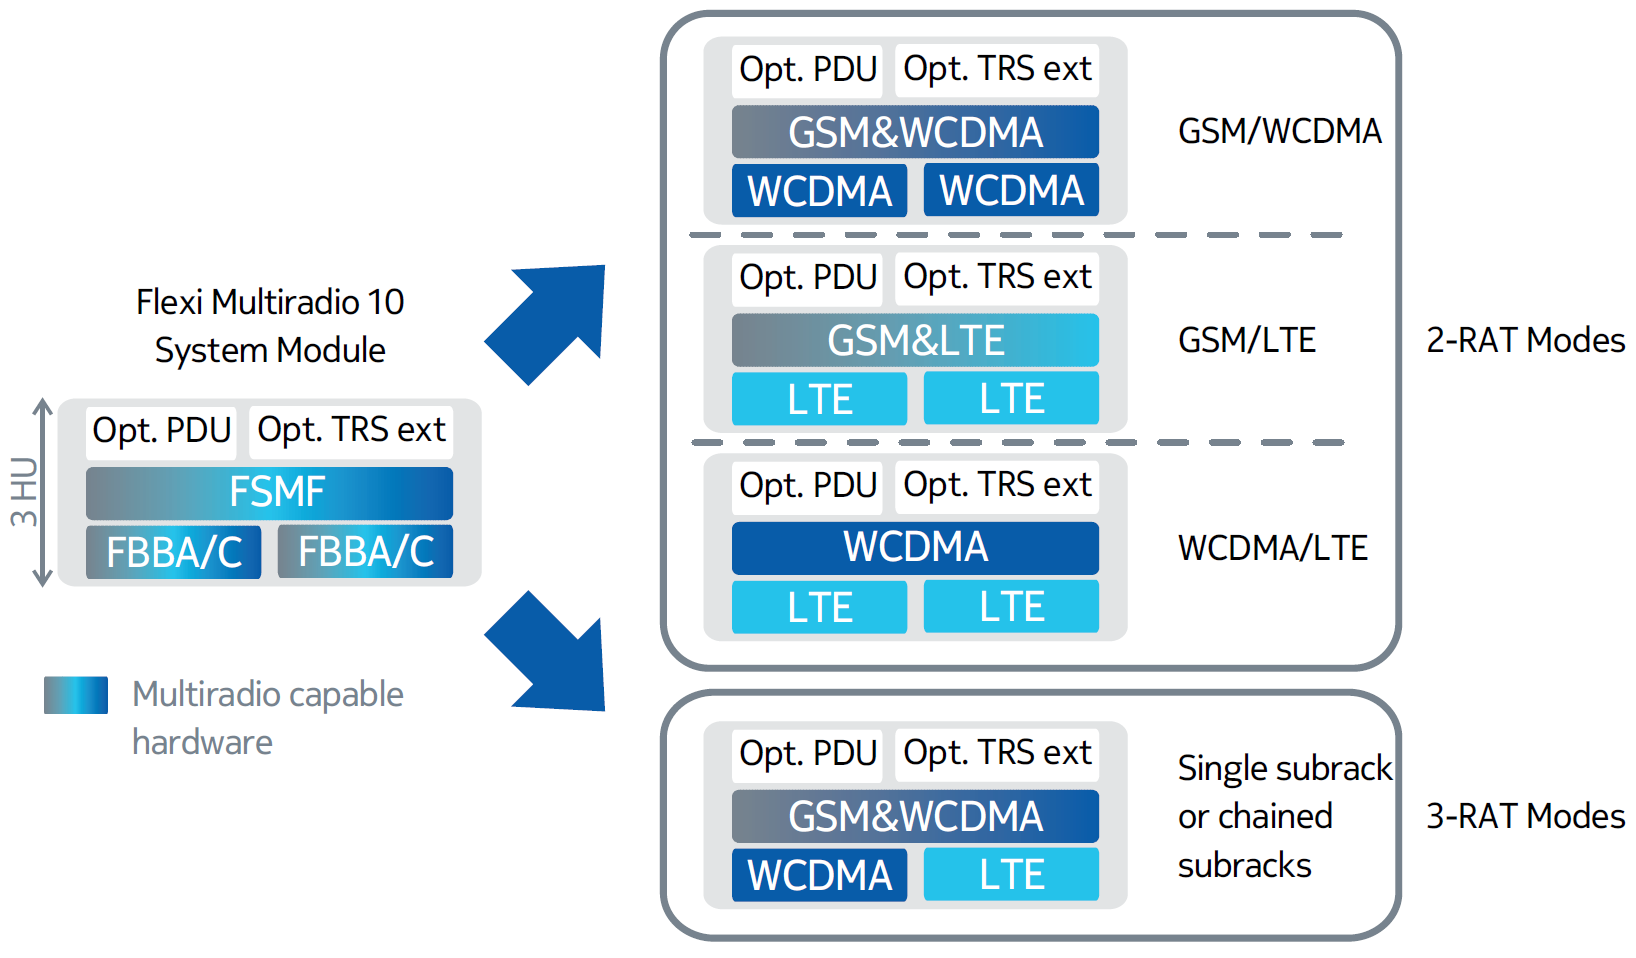 Flexi Multiradio 10
System Module
3 HU
Opt. PDU Opt. TRS ext
FSMF
FBBA/C FBBA/C
Multiradio capable
hardware
Opt. PDU Opt. TRS ext
GSM&WCDMA
WCDMA WCDMA
GSM/WCDMA
Opt. PDU Opt. TRS ext
GSM&LTE
LTE LTE
GSM/LTE
Opt. PDU Opt. TRS ext
WCDMA
LTE LTE
WCDMA/LTE
2-RAT Modes
Opt. PDU Opt. TRS ext
GSM&WCDMA
WCDMA LTE
Single subrack
or chained
subracks
3-RAT Modes